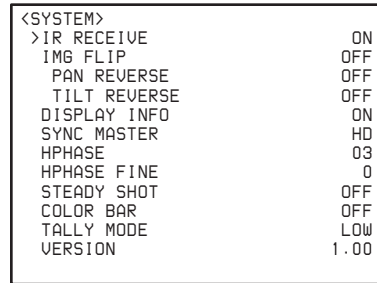 <SYSTEM>
>IR RECEIVE ON
IMG FLIP OFF
PAN REVERSE OFF
TILT REVERSE OFF
DISPLAY INFO ON
SYNC MASTER HD
HPHASE 03
HPHASE FINE 0
STEADY SHOT OFF
COLOR BAR OFF
TALLY MODE LOW
VERSION 1.00